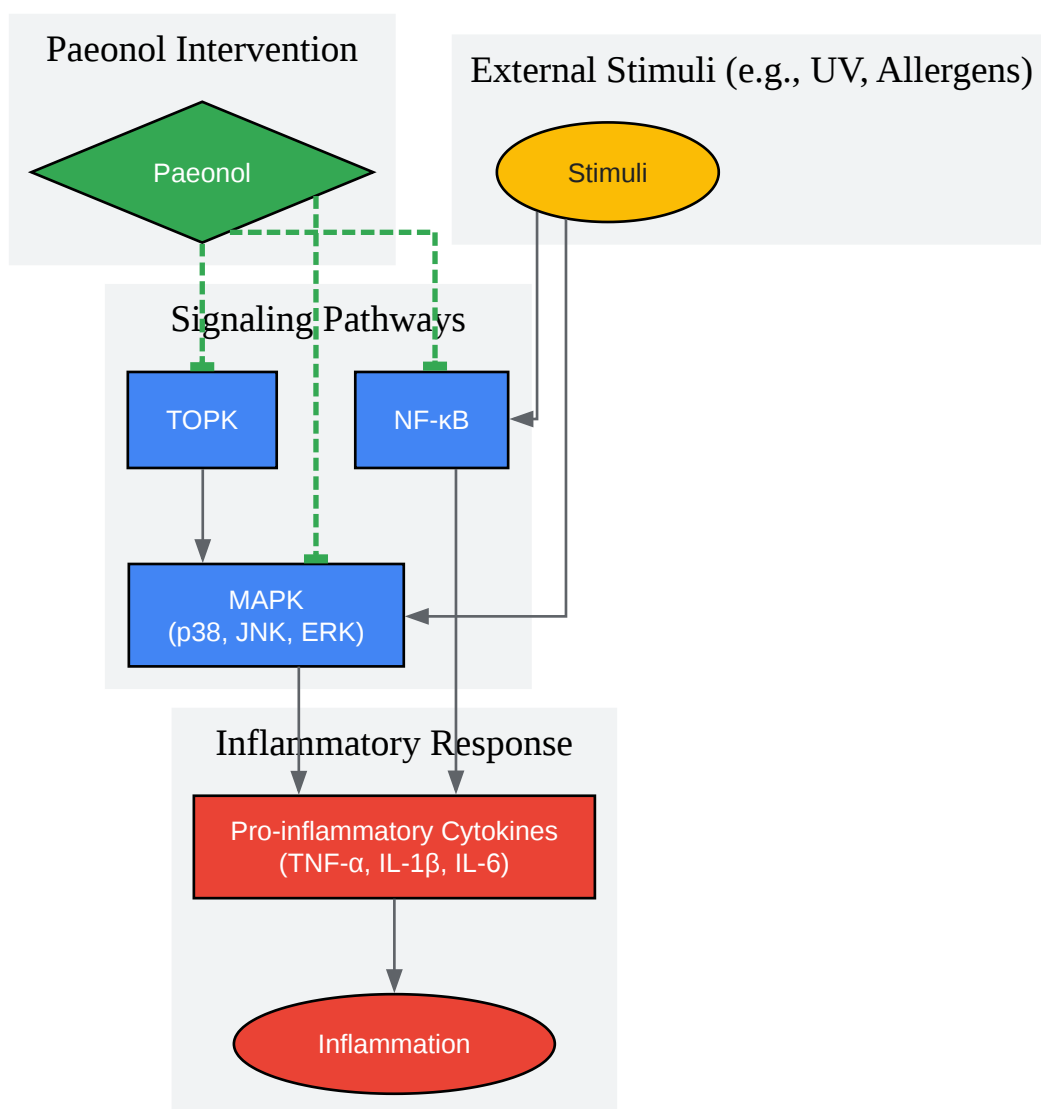 Paeonol Intervention
External Stimuli (e.g., UV, Allergens)
Paeonol
Stimuli
Signaling Pathways
TOPK
NF-κB
MAPK
(p38, JNK, ERK)
Inflammatory Response
Pro-inflammatory Cytokines
(TNF-α, IL-1β, IL-6)
Inflammation